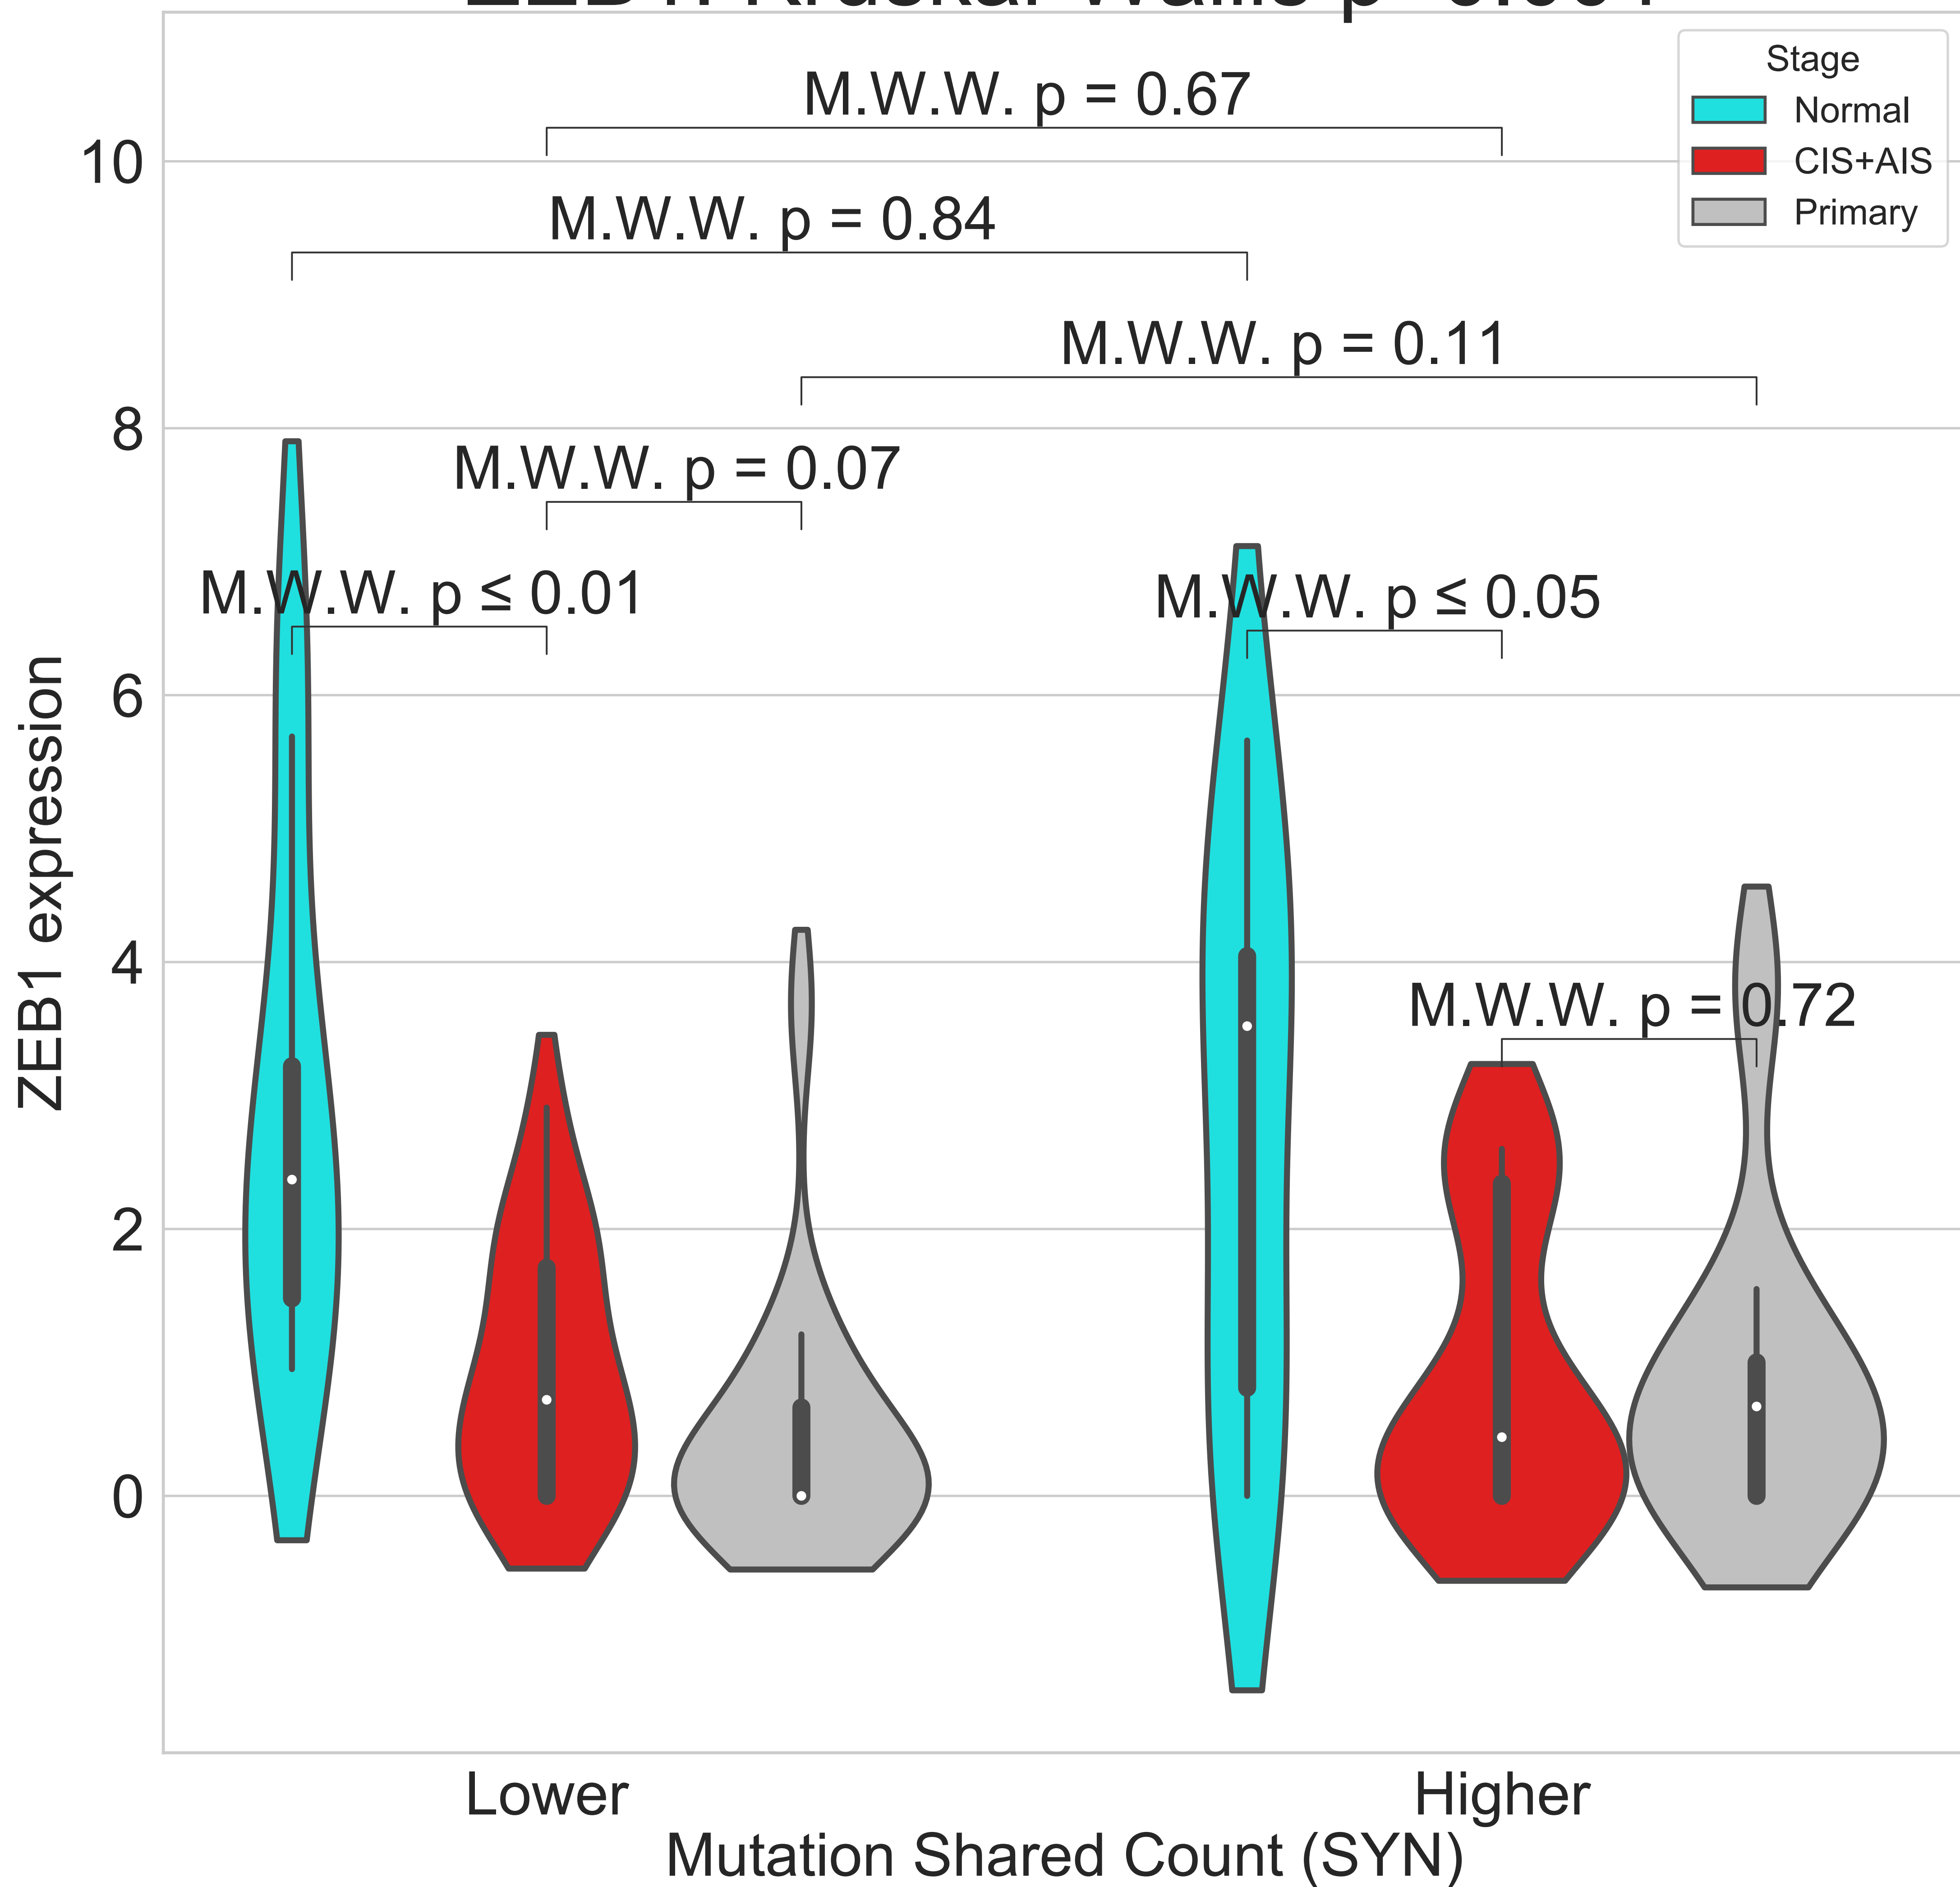 Stage
Normal
CIS+AIS
Primary
M.W.W. p = 0.67
M.W.W. p = 0.84
M.W.W. p = 0.11
M.W.W. p = 0.07
M.W.W. p ≤ 0.01
M.W.W. p ≤ 0.05
M.W.W. p = 0.72
10
8
6
4
2
0
ZEB1 expression
Lower
Higher
Mutation Shared Count (SYN)